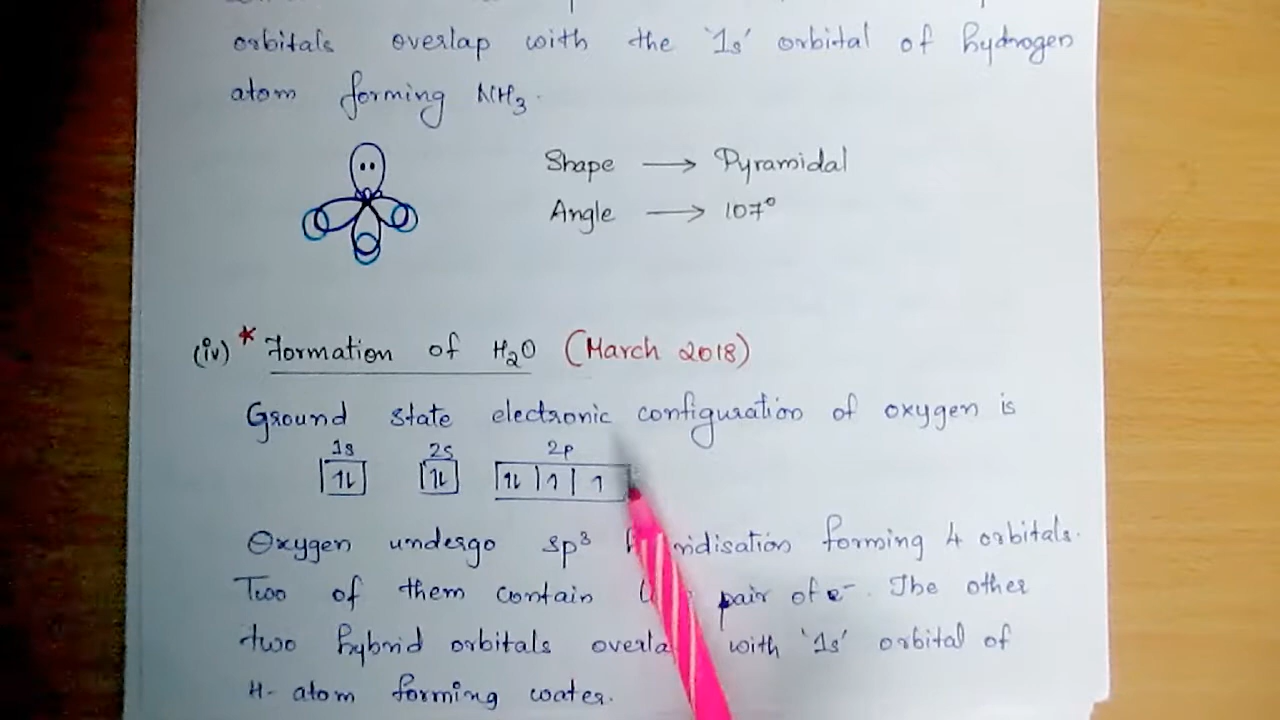 orbitals overlap with the '1s' orbital of hydrogen
atom forming NH3.
Shape → Pyramidal
Angle → 107°
(iv) * Formation of H2O (March 2018)
Ground state electronic configuration of oxygen is
1s 2s 2p
1l 1l 1l 1 1
Oxygen undergo sp3 forming 4 orbitals.
Two of them contain pair of e-. The other
two hybrid orbitals with '1s' orbital of
H- atom forming water.